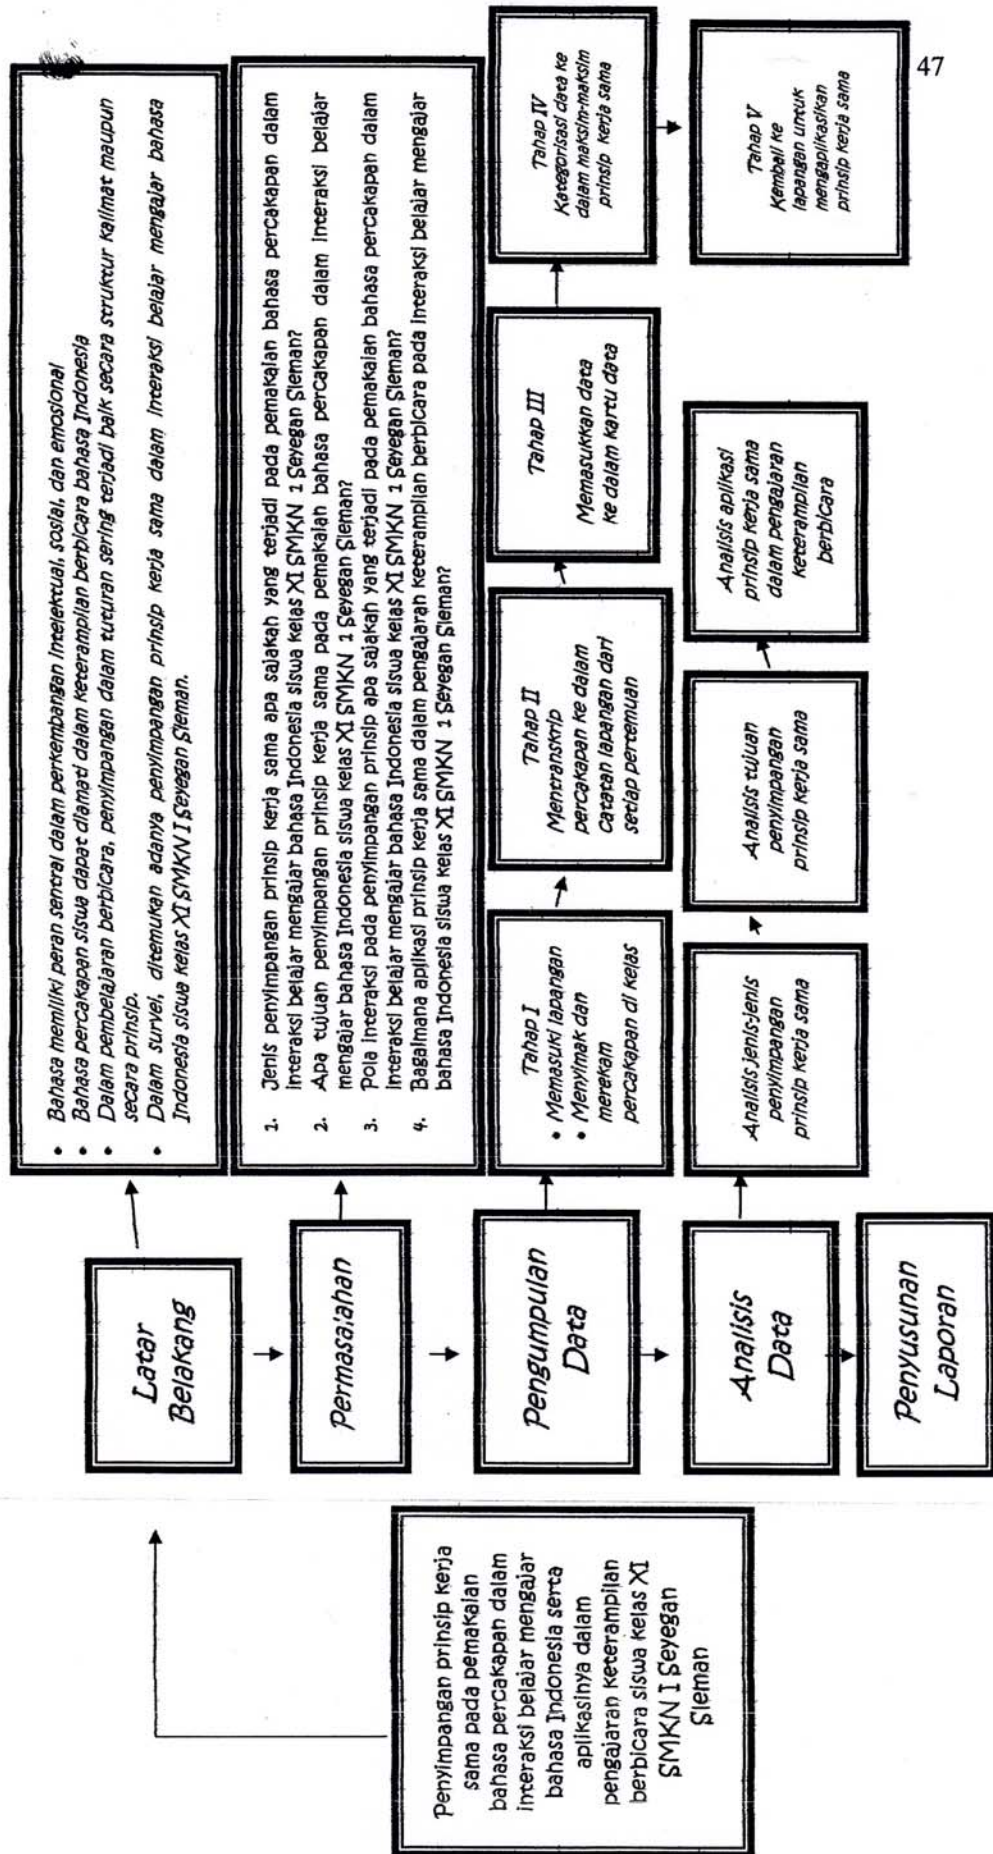 47
Penyimpangan prinsip kerja
sama pada pemakaian
bahasa percakapan dalam
interaksi belajar mengajar
bahasa Indonesia serta
aplikasinya dalam
pengajaran keterampilan
berbicara siswa kelas XI
SMKN I Seyegan
Sleman
Latar
Belakang
• Bahasa memiliki peran sentral dalam perkembangan intelektual, sosial, dan emosional
• Bahasa percakapan siswa dapat diamati dalam keterampilan berbicara bahasa Indonesia
• Dalam pembelajaran berbicara, penyimpangan dalam tuturan sering terjadi baik secara struktur kalimat maupun
secara prinsip.
• Dalam survei, ditemukan adanya penyimpangan prinsip kerja sama dalam interaksi belajar mengajar bahasa
Indonesia siswa kelas XI SMKN I Seyegan Sleman.
Permasalahan
1. Jenis penyimpangan prinsip kerja sama apa sajakah yang terjadi pada pemakaian bahasa percakapan dalam
interaksi belajar mengajar bahasa Indonesia siswa kelas XI SMKN 1 Seyegan Sleman?
2. Apa tujuan penyimpangan prinsip kerja sama pada pemakaiah bahasa percakapan dalam interaksi belajar
mengajar bahasa Indonesia siswa kelas XI SMKN 1 Seyegan Sleman?
3. Pola interaksi pada penyimpangan prinsip apa sajakah yang terjadi pada pemakaian bahasa percakapan dalam
interaksi belajar mengajar bahasa Indonesia siswa kelas XI SMKN 1 Seyegan Sleman?
4. Bagaimana aplikasi prinsip kerja sama dalam pengajaran keterampilan berbicara pada interaksi belajar mengajar
bahasa Indonesia siswa kelas XI SMKN 1 Seyegan Sleman?
Pengumpulan
Data
Tahap I
• Memasuki lapangan
• Menyimak dan
merekam
percakapan di kelas
Tahap II
Mentranskrip
percakapan ke dalam
Catatan lapangan dari
setiap pertemuan
Tahap III
Memasukkan data
ke dalam kartu data
Tahap IV
Kategorisasi data ke
dalam maksim-maksim
prinsip kerja sama
Tahap V
Kembali ke
lapangan untuk
mengaplikasikan
prinsip kerja sama
Analisis
Data
Analisis jenis-jenis
penyimpangan
prinsip kerja sama
Analisis tujuan
penyimpangan
prinsip kerja sama
Analisis aplikasi
prinsip kerja sama
dalam pengajaran
keterampilan
berbicara
Penyusunan
Laporan